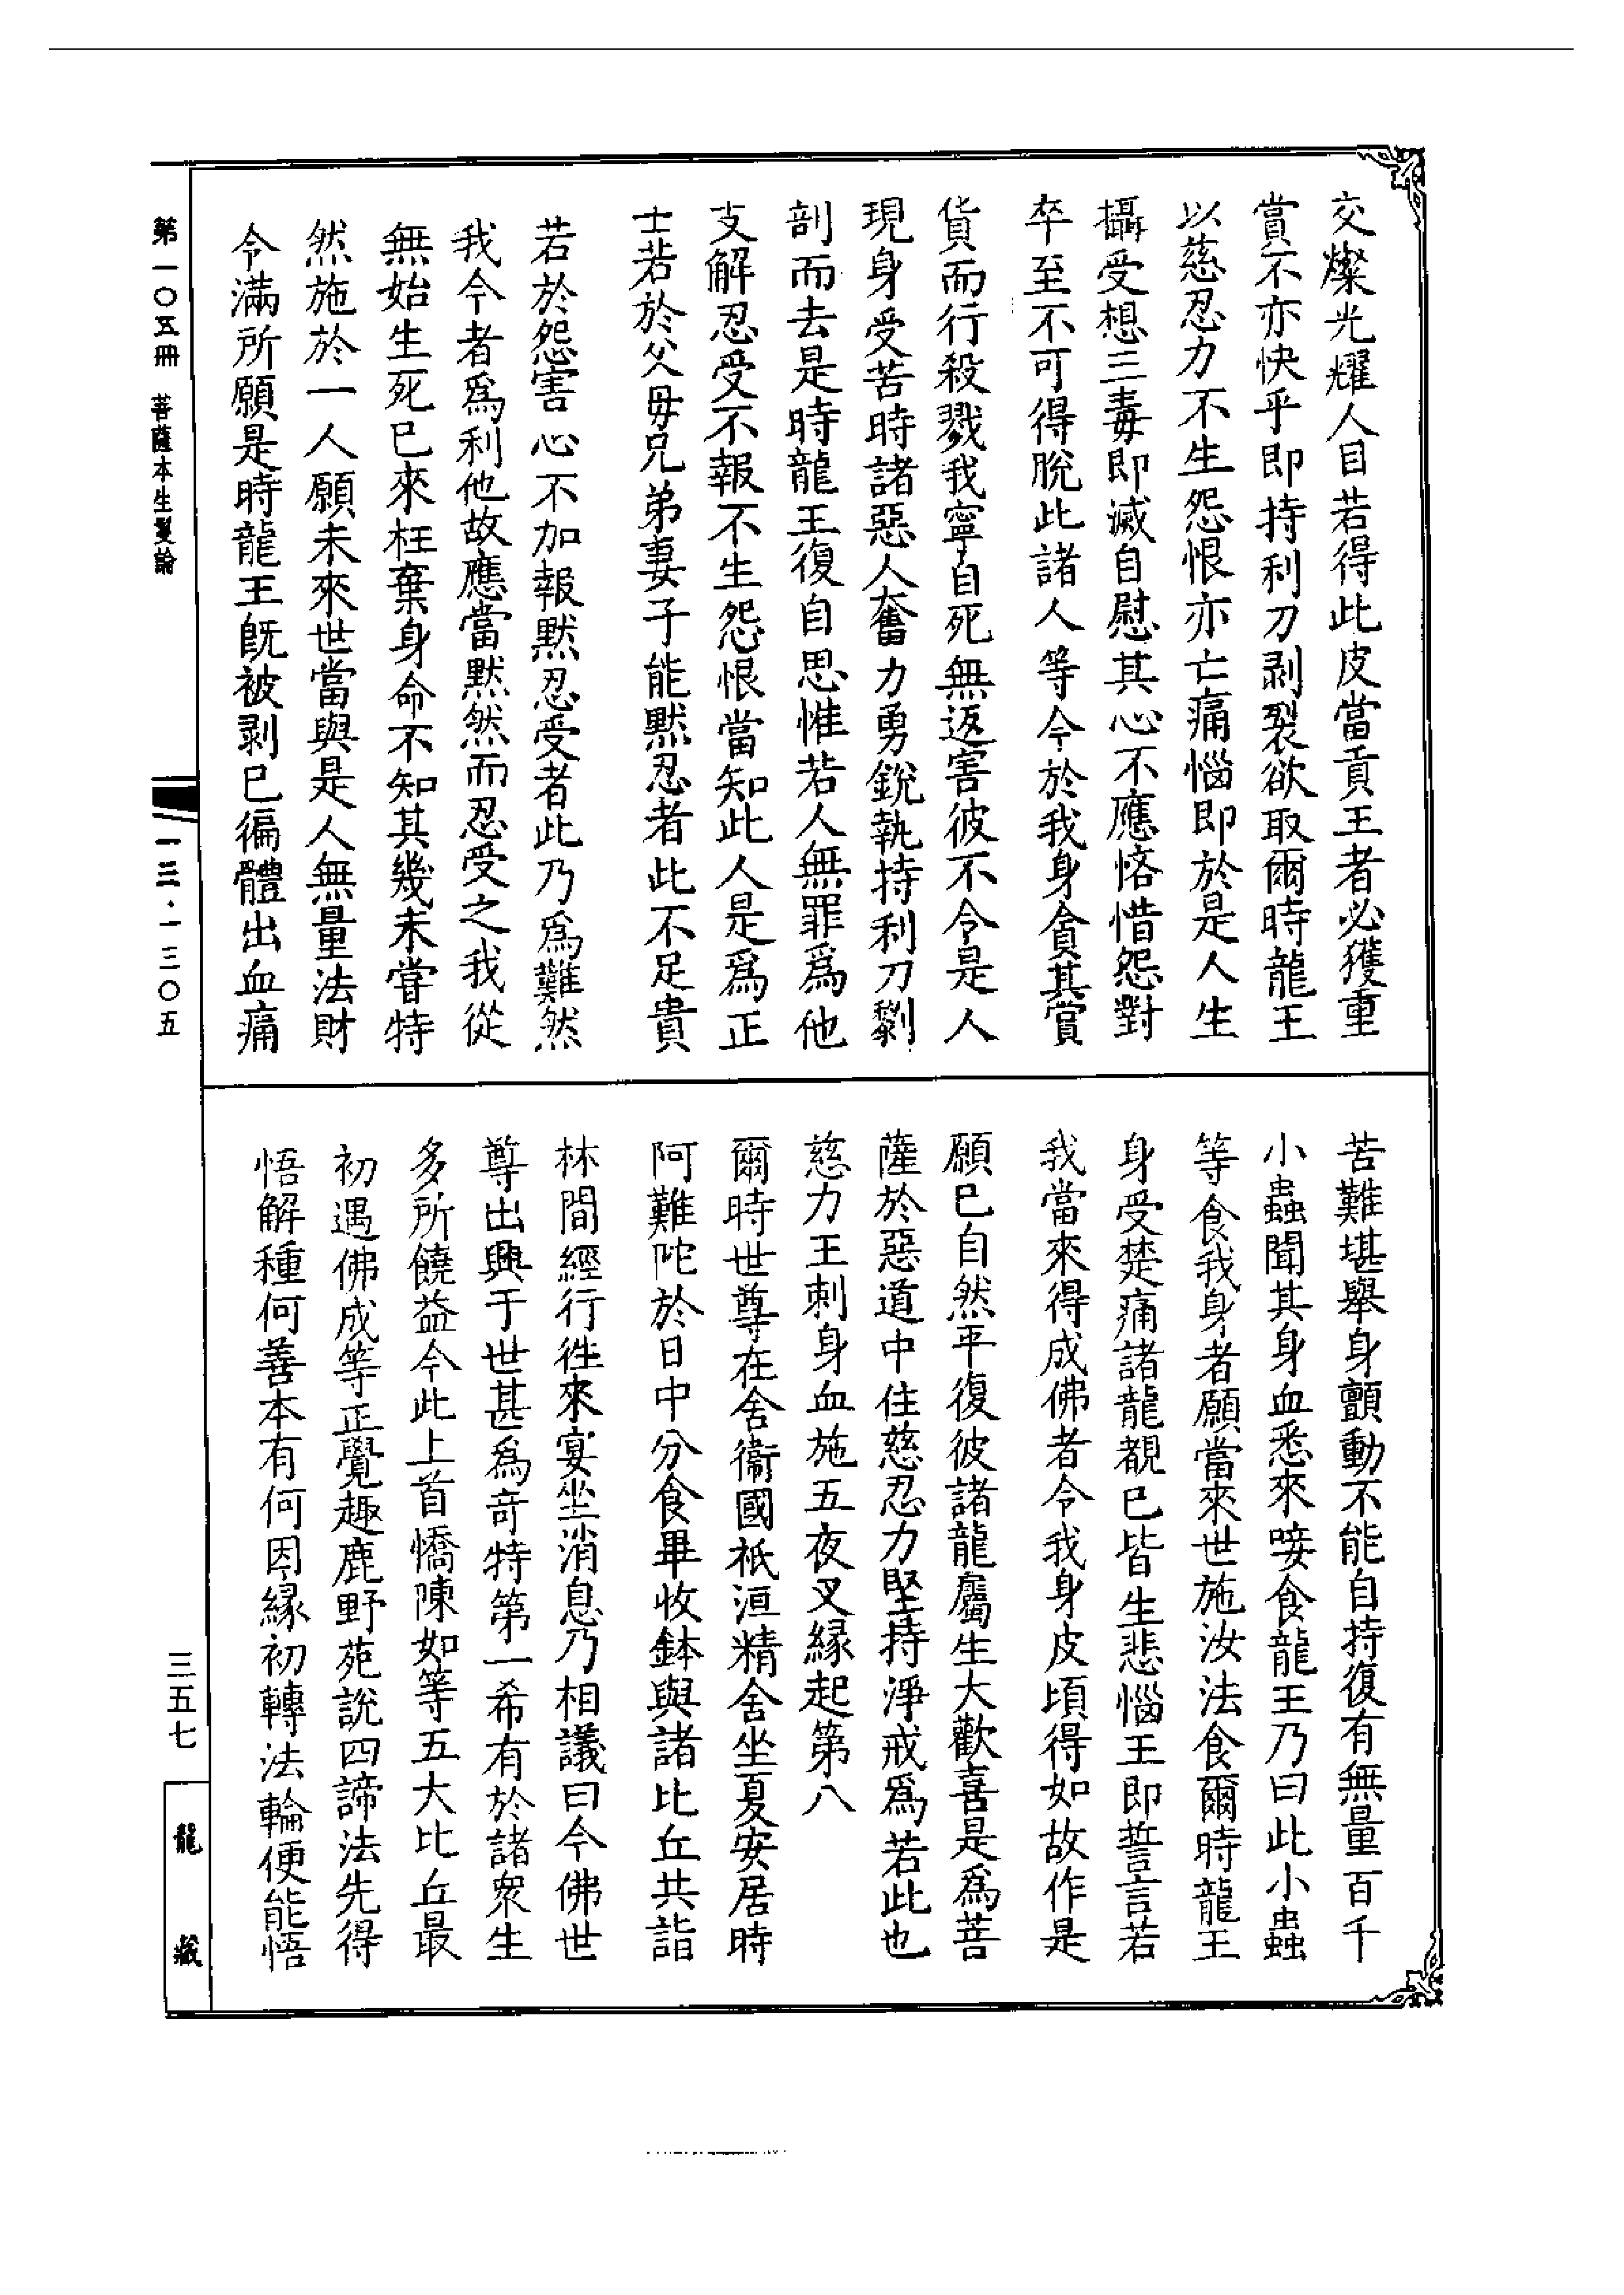 交燦光耀人目若得此皮當貢王者必獲重
賞不亦快乎即持利刀剥裂欲取爾時龍王
以慈忍力不生怨恨亦亡痛惱即於是人生
攝受想三毒即滅自慰其心不應悋惜怨對
卒至不可得脫此諸人等今於我身貪其賞
貨而行殺戮我寧自死無返害彼不令是人
現身受苦時諸惡人奮力勇銳執持利刀剺
剖而去是時龍王復自思惟若人無罪爲他
支解忍受不報不生怨恨當知此人是爲正
士若於父母兄弟妻子能默忍者此不足貴
若於怨害心不加報默忍受者此乃爲難然
我今者爲利他故應當默然而忍受之我從
無始生死已來枉棄身命不知其幾未甞特
然施於一人願未來世當與是人無量法財
令滿所願是時龍王旣被剥已徧體出血痛
苦難堪舉身顫動不能自持復有無量百千
小蟲聞其身血悉來唼食龍王乃曰此小蟲
等食我身者願當來世施汝法食爾時龍王
身受楚痛諸龍覩已皆生悲惱王即誓言若
我當來得成佛者令我身皮頃得如故作是
願已自然平復彼諸龍屬生大歡喜是爲菩
薩於惡道中住慈忍力堅持淨戒爲若此也
慈力王刺身血施五夜叉緣起第八
爾時世尊在舍衞國祇洹精舍坐夏安居時
阿難陀於日中分食畢收鉢與諸比丘共詣
林間經行徃來宴坐消息乃相議曰今佛世
尊出興于世甚爲奇特第一希有於諸衆生
多所饒益今此上首憍陳如等五大比丘最
初遇佛成等正覺趣鹿野苑說四諦法先得
悟解種何善本有何因緣初轉法輪便能悟
第一〇五冊 菩薩本生鬘論
一三·一三〇五
三五七
龍藏